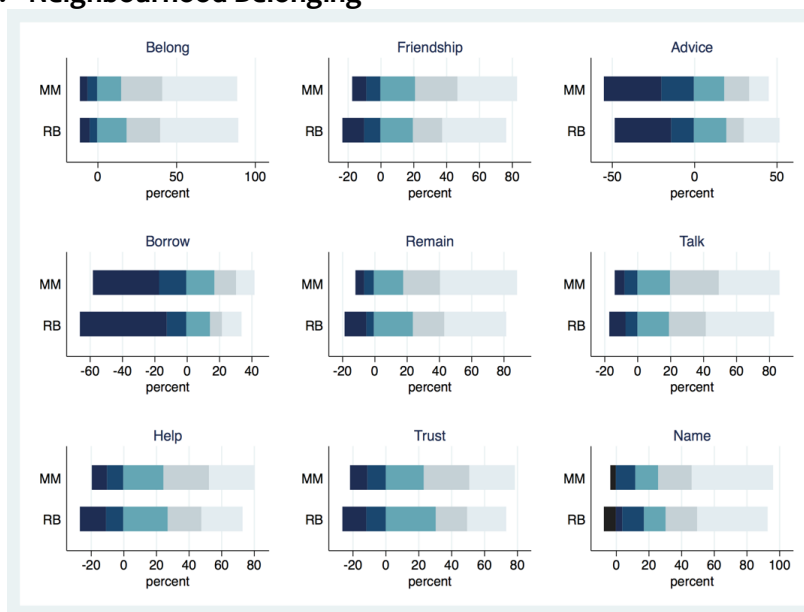 Neighbourhood Belonging
Belong
MM
RB
0 50 100
percent
Friendship
MM
RB
-20 0 20 40 60 80
percent
Advice
MM
RB
-50 0 50
percent
Borrow
MM
RB
-60 -40 -20 0 20 40
percent
Remain
MM
RB
-20 0 20 40 60 80
percent
Talk
MM
RB
-20 0 20 40 60 80
percent
Help
MM
RB
-20 0 20 40 60 80
percent
Trust
MM
RB
-20 0 20 40 60 80
percent
Name
MM
RB
0 20 40 60 80 100
percent